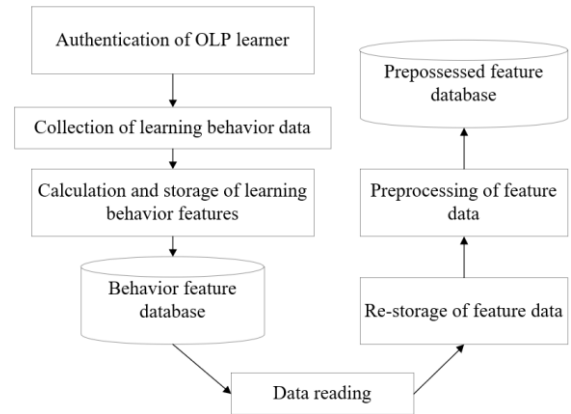 Authentication of OLP learner
Collection of learning behavior data
Calculation and storage of learning
behavior features
Behavior feature
database
Data reading
Re-storage of feature data
Preprocessing of feature
data
Prepossessed feature
database